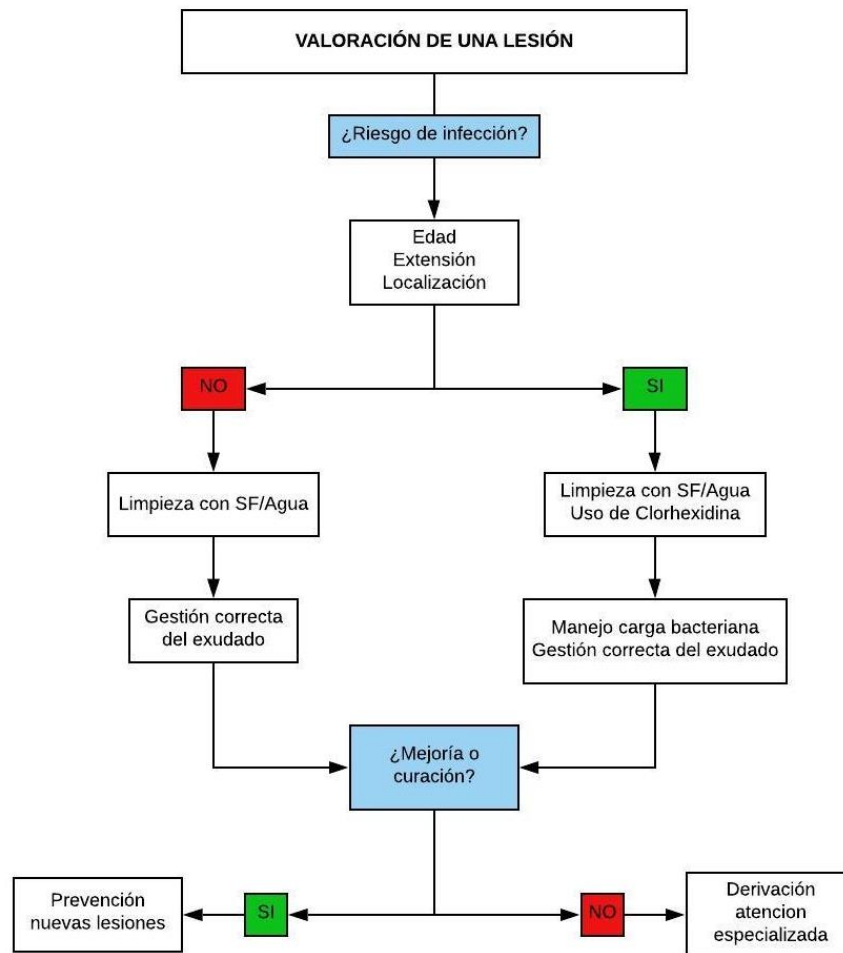 VALORACIÓN DE UNA LESIÓN
¿Riesgo de infección?
Edad
Extensión
Localización
NO
SI
Limpieza con SF/Agua
Limpieza con SF/Agua
Uso de Clorhexidina
Gestión correcta
del exudado
Manejo carga bacteriana
Gestión correcta del exudado
¿Mejoría o
curación?
Prevención
nuevas lesiones
SI
NO
Derivación
atencion
especializada